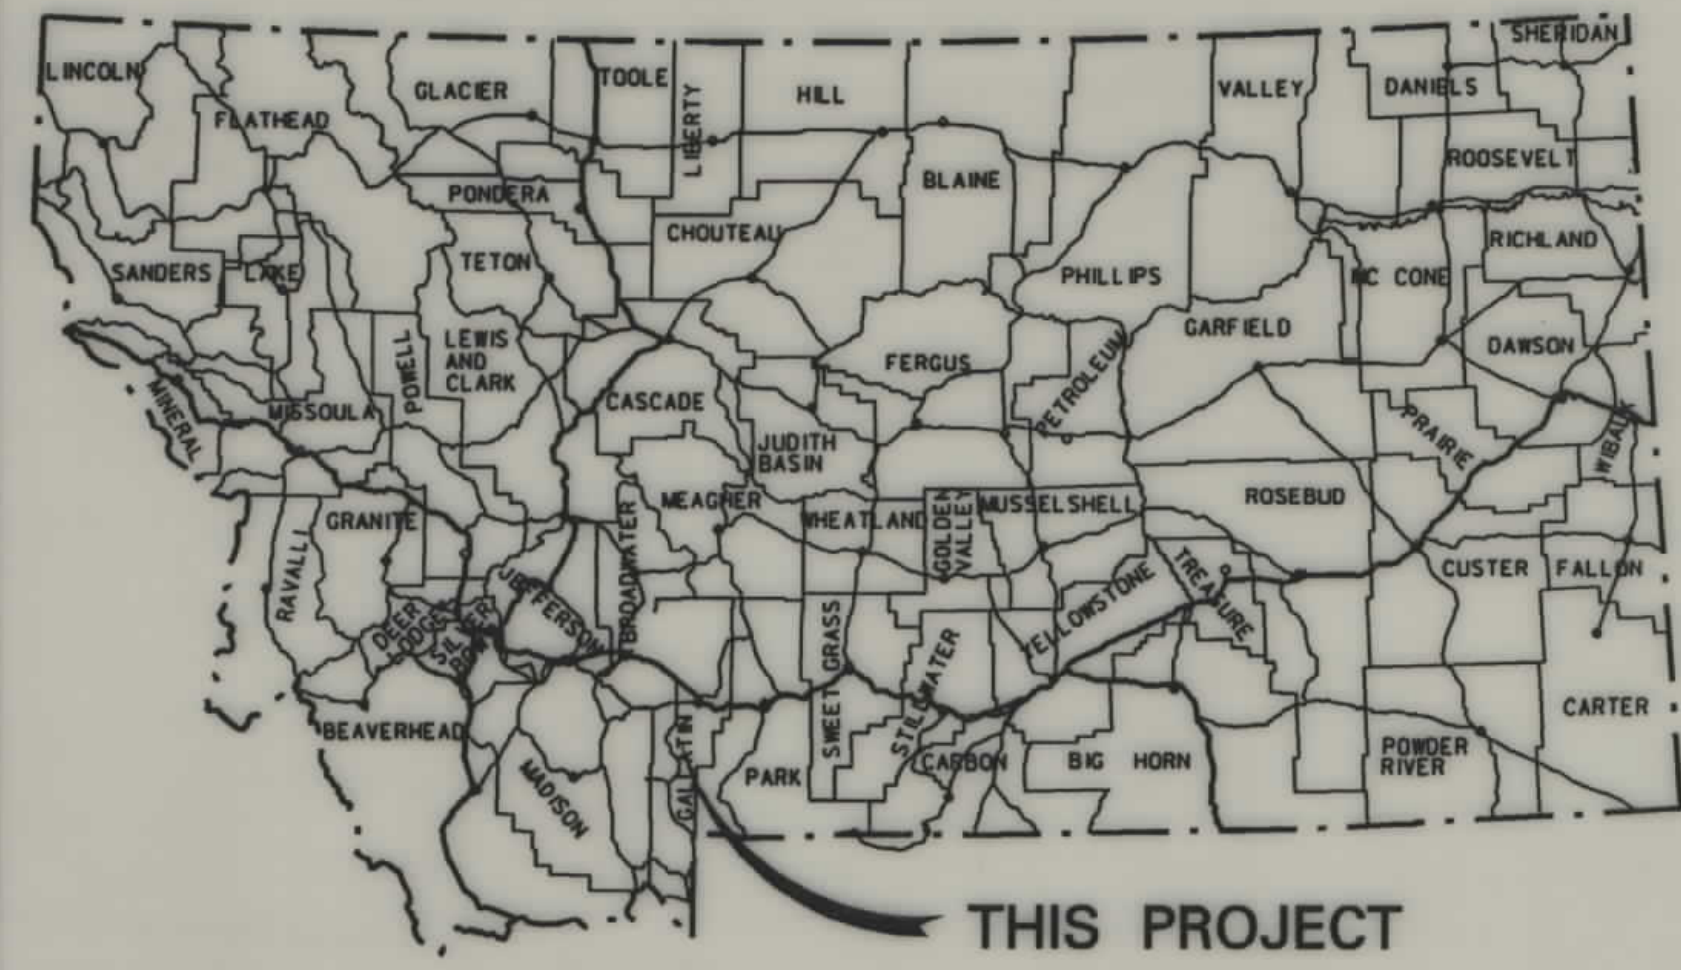 SHERIDAN
LINCOLN
GLACIER
TOOLE
LIBERTY
HILL
VALLEY
DANIELS
FLATHEAD
ROOSEVELT
PONDERA
BLAINE
CHOUTEAU
RICHLAND
SANDERS
LAKE
TETON
PHILLIPS
MC CONE
GARFIELD
DAWSON
POWELL
LEWIS
AND
CLARK
FERGUS
PETROLEUM
MINERAL
MISSOULA
CASCADE
PRAIRIE
WIBAUX
JUDITH
BASIN
MEAGHER
GOLDEN
VALLEY
MUSSELSHELL
ROSEBUD
GRANITE
WHEATLAND
RAVALLI
BROADWATER
JEFFERSON
DEER
LODGE
SILVER
BOW
TREASURE
CUSTER
FALLON
YELLOWSTONE
SWEET GRASS
STILLWATER
CARTER
BEAVERHEAD
MADISON
GALLATIN
PARK
CARBON
BIG HORN
POWDER
RIVER
THIS PROJECT